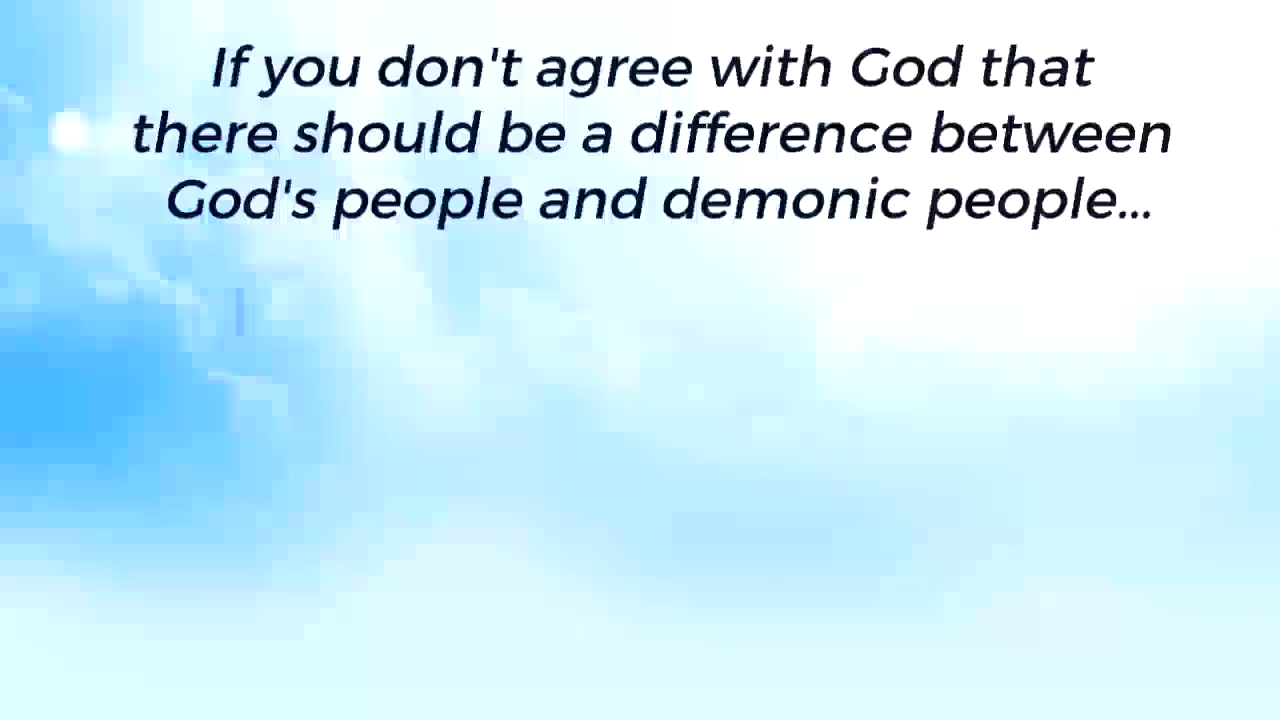 If you don't agree with God that
there should be a difference between
God's people and demonic people...